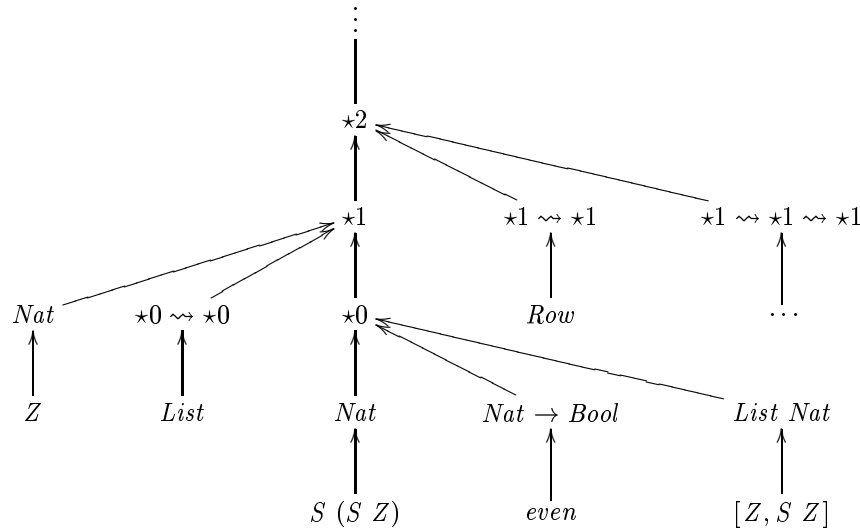 ⋮
⋆2
⋆1 ⋆1 ⇝ ⋆1 ⋆1 ⇝ ⋆1 ⇝ ⋆1
Nat ⋆0 ⇝ ⋆0 ⋆0 Row ···
Z List Nat Nat → Bool List Nat
S (S Z) even [Z, S Z]